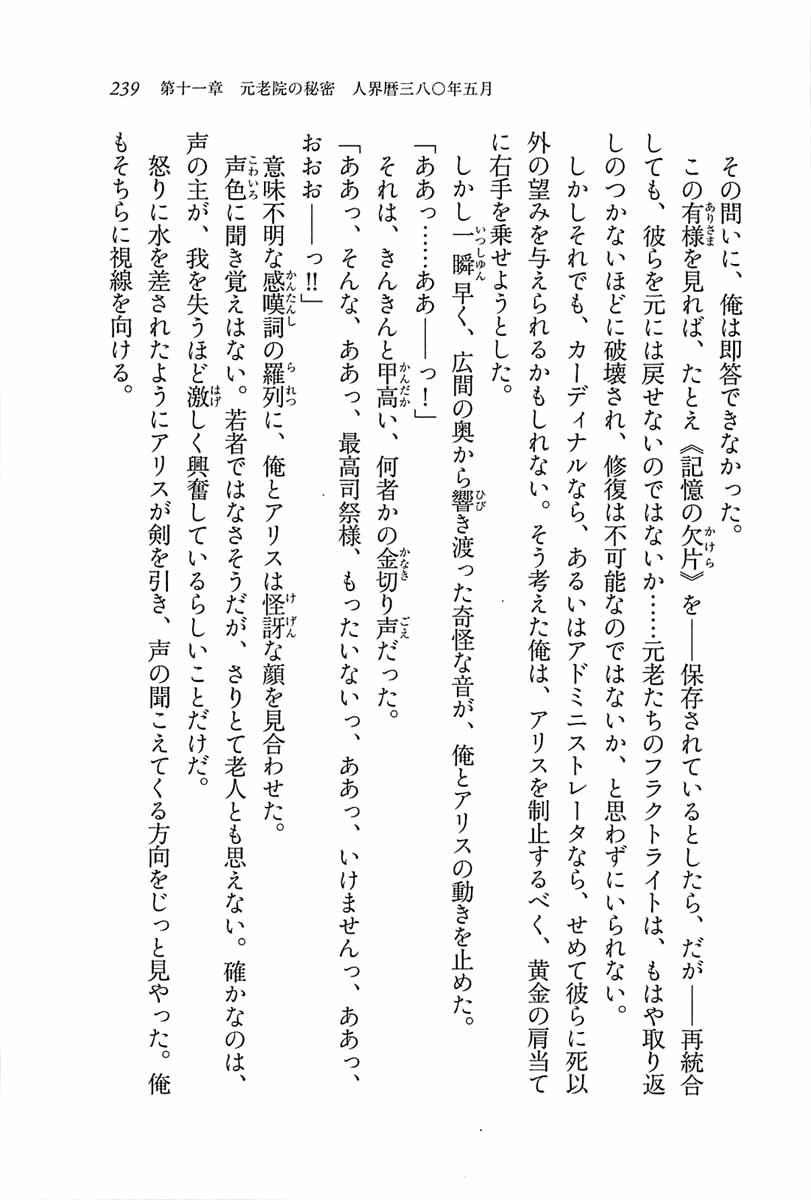 239　第十一章　元老院の秘密　人界暦三八〇年五月
その問いに、俺は即答できなかった。
この有様を見れば、たとえ《記憶の欠片》を――保存されているとしたら、だが――再統合
しても、彼らを元には戻せないのではないか……元老たちのフラクトライトは、もはや取り返
しのつかないほどに破壊され、修復は不可能なのではないか、と思わずにいられない。
しかしそれでも、カーディナルなら、あるいはアドミニストレータなら、せめて彼らに死以
外の望みを与えられるかもしれない。そう考えた俺は、アリスを制止するべく、黄金の肩当て
に右手を乗せようとした。
しかし一瞬早く、広間の奥から響き渡った奇怪な音が、俺とアリスの動きを止めた。
「ああっ……ああ――っ！」
それは、きんきんと甲高い、何者かの金切り声だった。
「ああっ、そんな、ああっ、最高司祭様、もったいないっ、ああっ、いけませんっ、ああっ、
おおお――っ!!」
意味不明な感嘆詞の羅列に、俺とアリスは怪訝な顔を見合わせた。
声色に聞き覚えはない。若者ではなさそうだが、さりとて老人とも思えない。確かなのは、
声の主が、我を失うほど激しく興奮しているらしいことだけだ。
怒りに水を差されたようにアリスが剣を引き、声の聞こえてくる方向をじっと見やった。俺
もそちらに視線を向ける。